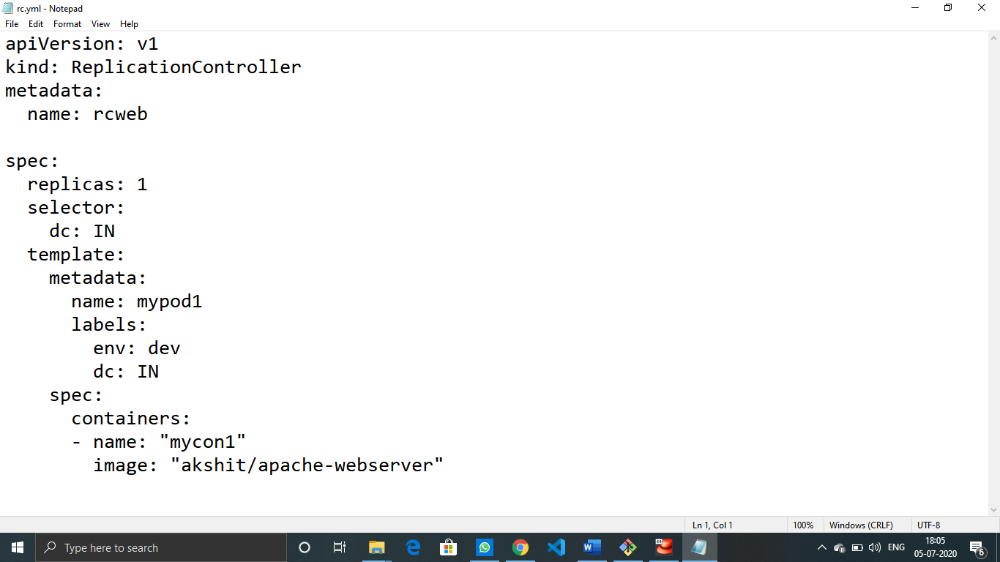 rc.yml - Notepad
File Edit Format View Help
apiVersion: v1
kind: ReplicationController
metadata:
  name: rcweb

spec:
  replicas: 1
  selector:
    dc: IN
  template:
    metadata:
      name: mypod1
      labels:
        env: dev
        dc: IN
    spec:
      containers:
      - name: "mycon1"
        image: "akshit/apache-webserver"
Ln 1, Col 1 100% Windows (CRLF) UTF-8
Type here to search
64
W
ENG
18:05
05-07-2020
6